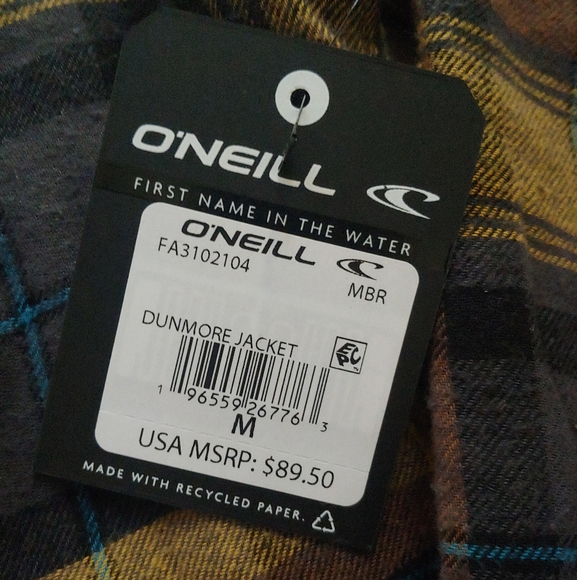 O'NEILL
FIRST NAME IN THE WATER
O'NEILL
FA3102104
MBR
DUNMORE JACKET
EPC
1 96559 26776 3
M
USA MSRP: $89.50
MADE WITH RECYCLED PAPER.